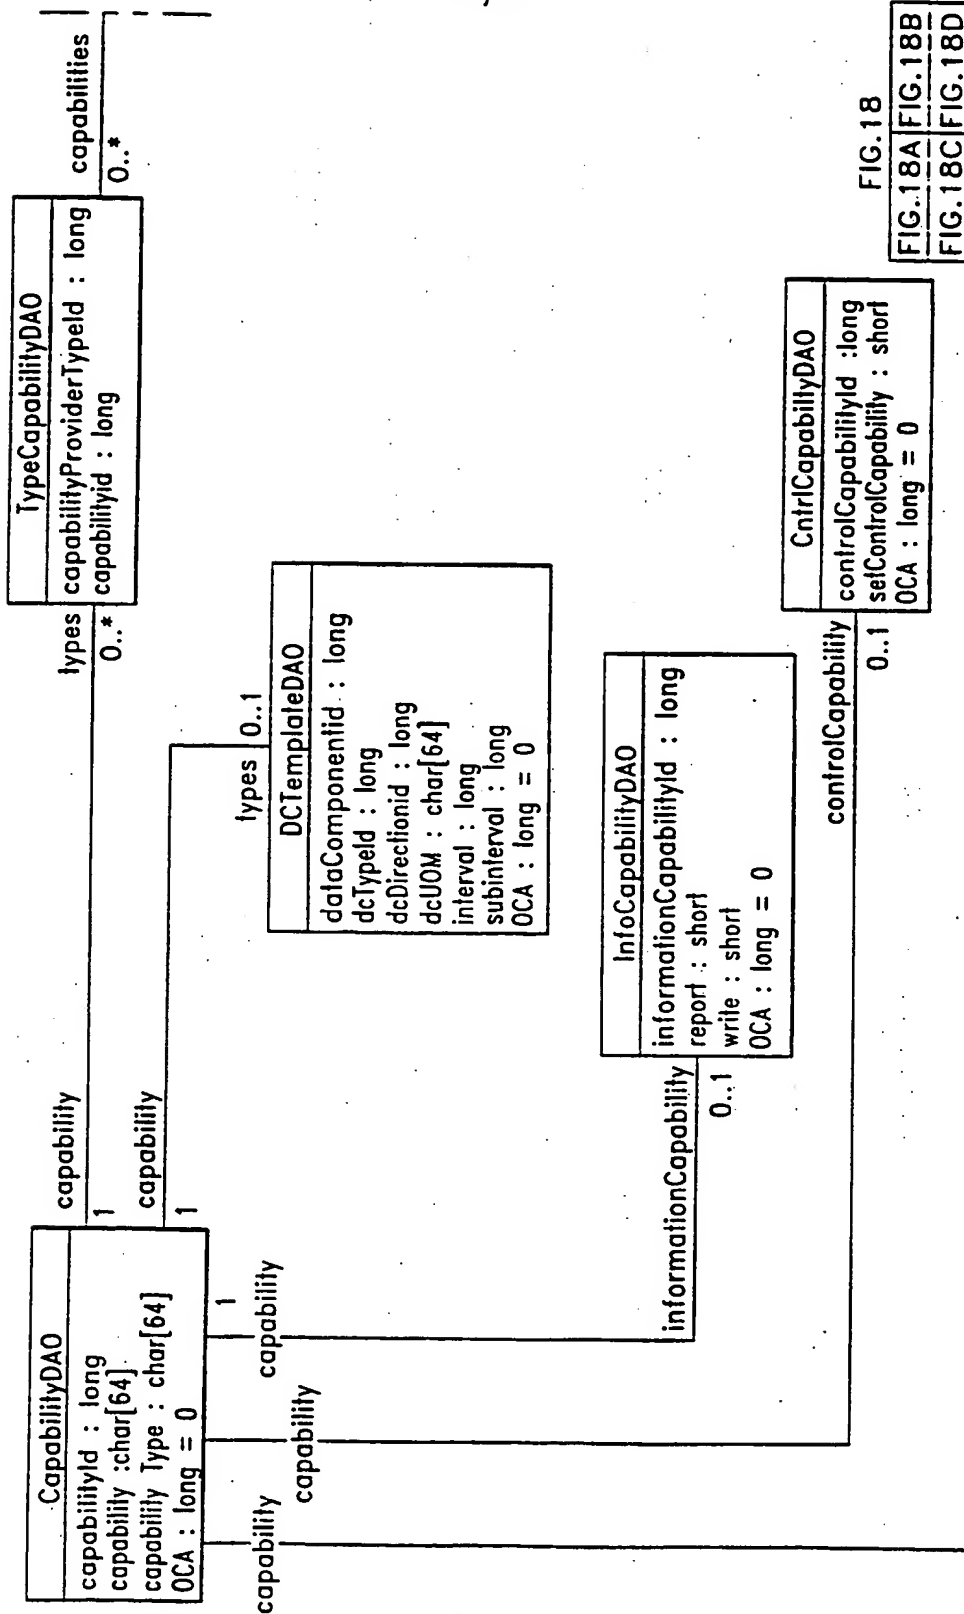 CapabilityDAO
capabilityId : long
capability :char[64]
capability Type : char[64]
OCA : long = 0
capability
1
types
0..*
TypeCapabilityDAO
capabilityProviderTypeId : long
capabilityid : long
capabilities
0..*
capability
1
types
0..1
DCTemplateDAO
dataComponentid : long
dcTypeId : long
dcDirectionid : long
dcUOM : char[64]
interval : long
subinterval : long
OCA : long = 0
1
capability
informationCapability
0..1
InfoCapabilityDAO
informationCapabilityId : long
report : short
write : short
OCA : long = 0
capability
controlCapability
0..1
CntrlCapabiltyDAO
controlCapabilityId :long
setControlCapability : short
OCA : long = 0
capability
FIG.18
FIG.18A FIG.18B
FIG.18C FIG.18D